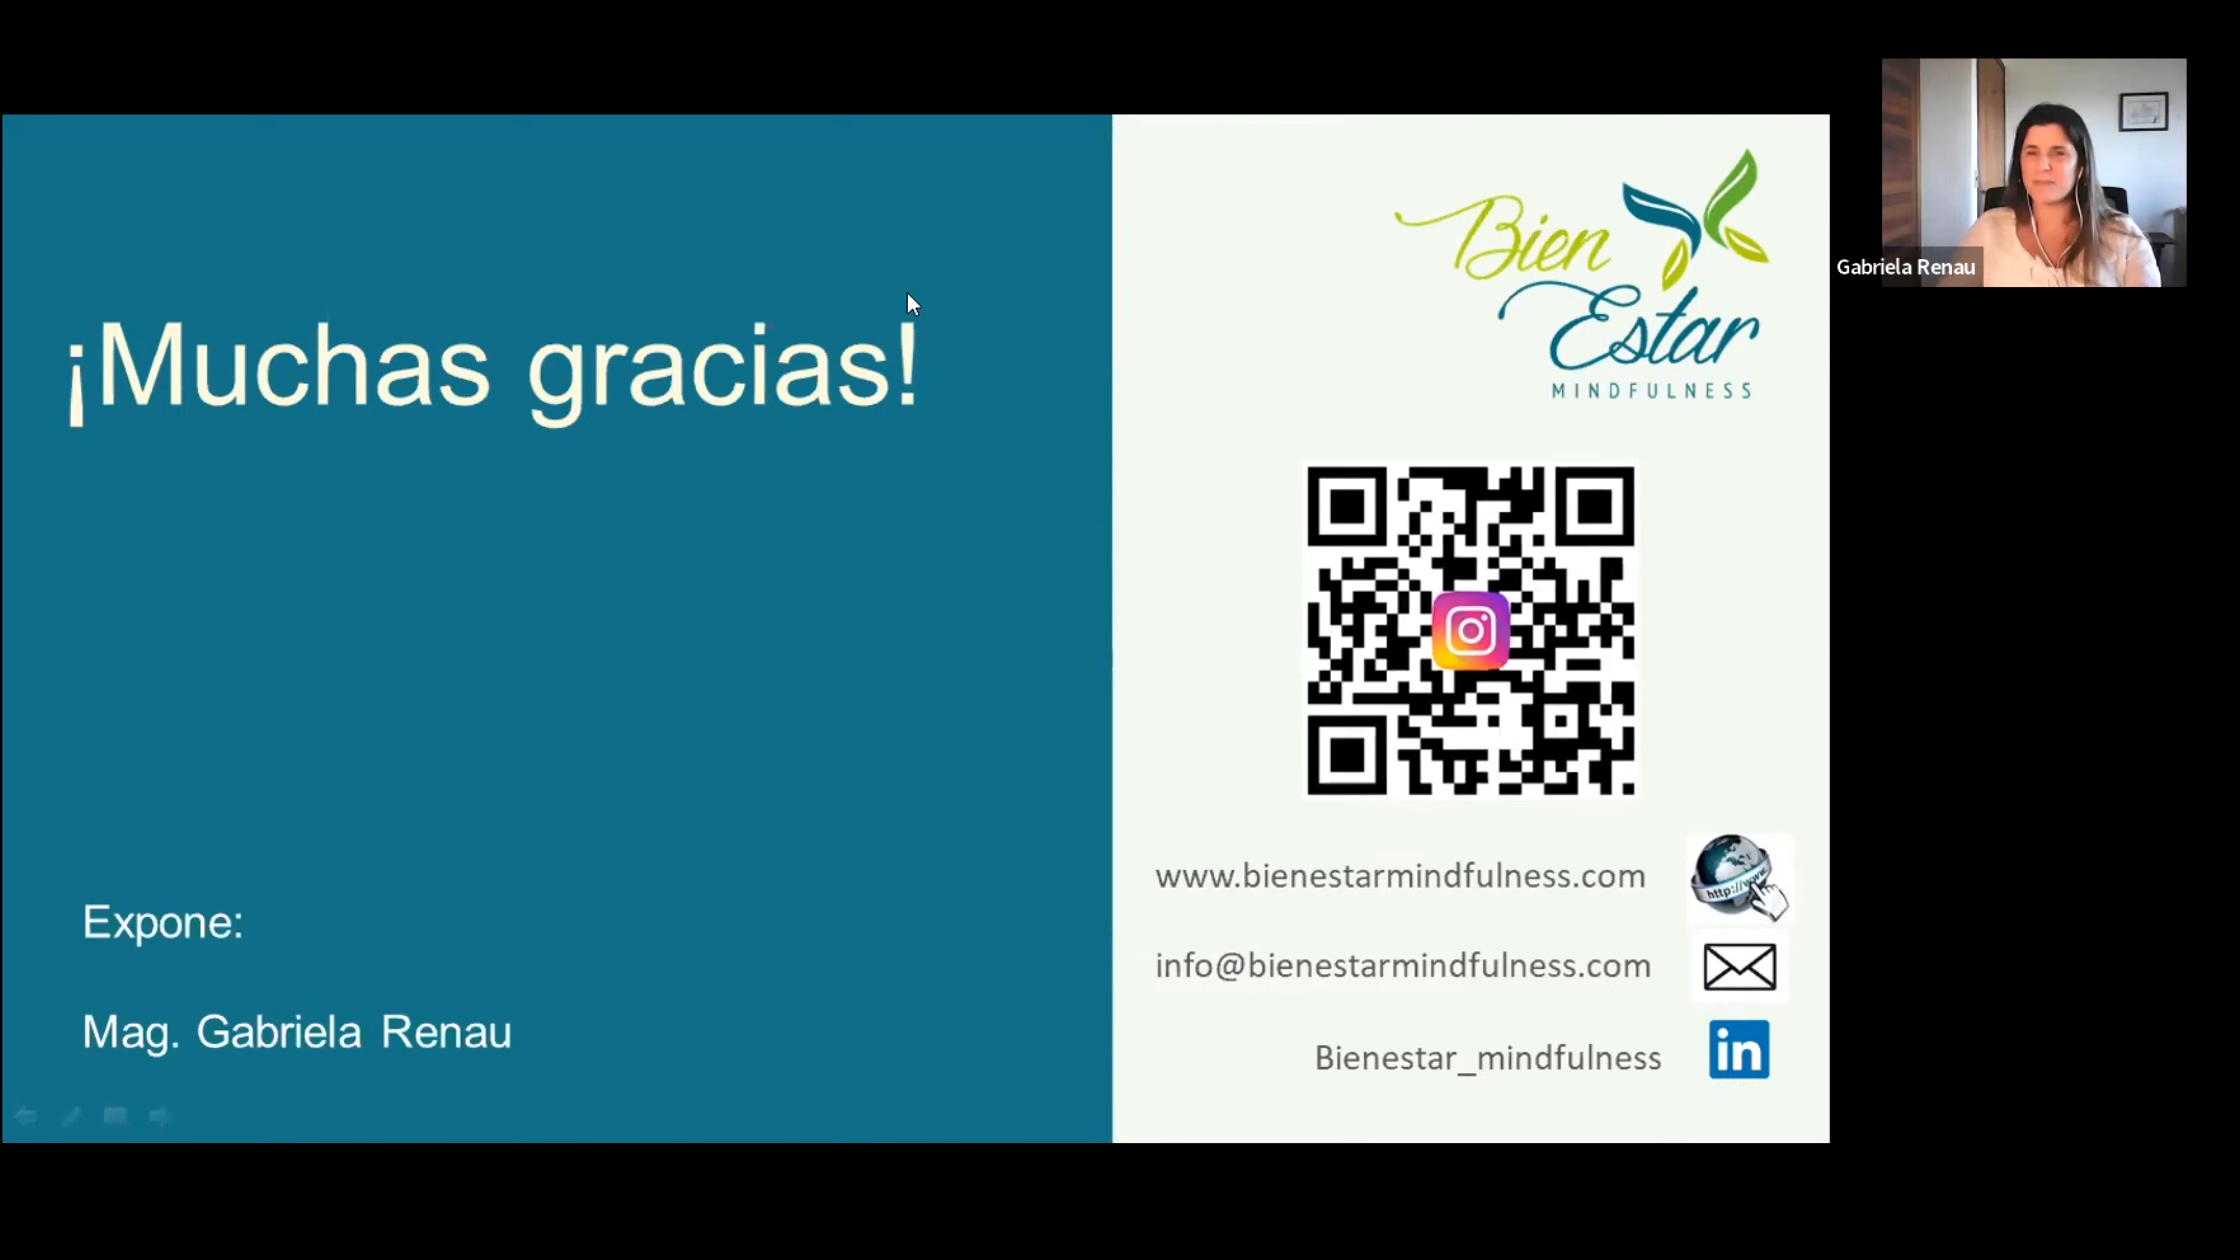 ¡Muchas gracias!
Expone:
Mag. Gabriela Renau
Bien
Estar
MINDFULNESS
www.bienestarmindfulness.com
http://www
info@bienestarmindfulness.com
Bienestar_mindfulness
in
Gabriela Renau